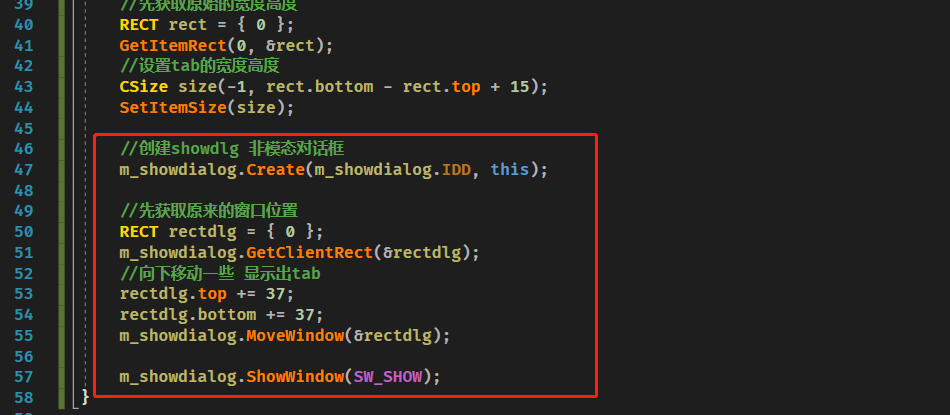 39 //先获取原始的宽度高度
40 RECT rect = { 0 };
41 GetItemRect(0, &rect);
42 //设置tab的宽度高度
43 CSize size(-1, rect.bottom - rect.top + 15);
44 SetItemSize(size);
45
46 //创建showdlg 非模态对话框
47 m_showdialog.Create(m_showdialog.IDD, this);
48
49 //先获取原来的窗口位置
50 RECT rectdlg = { 0 };
51 m_showdialog.GetClientRect(&rectdlg);
52 //向下移动一些 显示出tab
53 rectdlg.top += 37;
54 rectdlg.bottom += 37;
55 m_showdialog.MoveWindow(&rectdlg);
56
57 m_showdialog.ShowWindow(SW_SHOW);
58 }